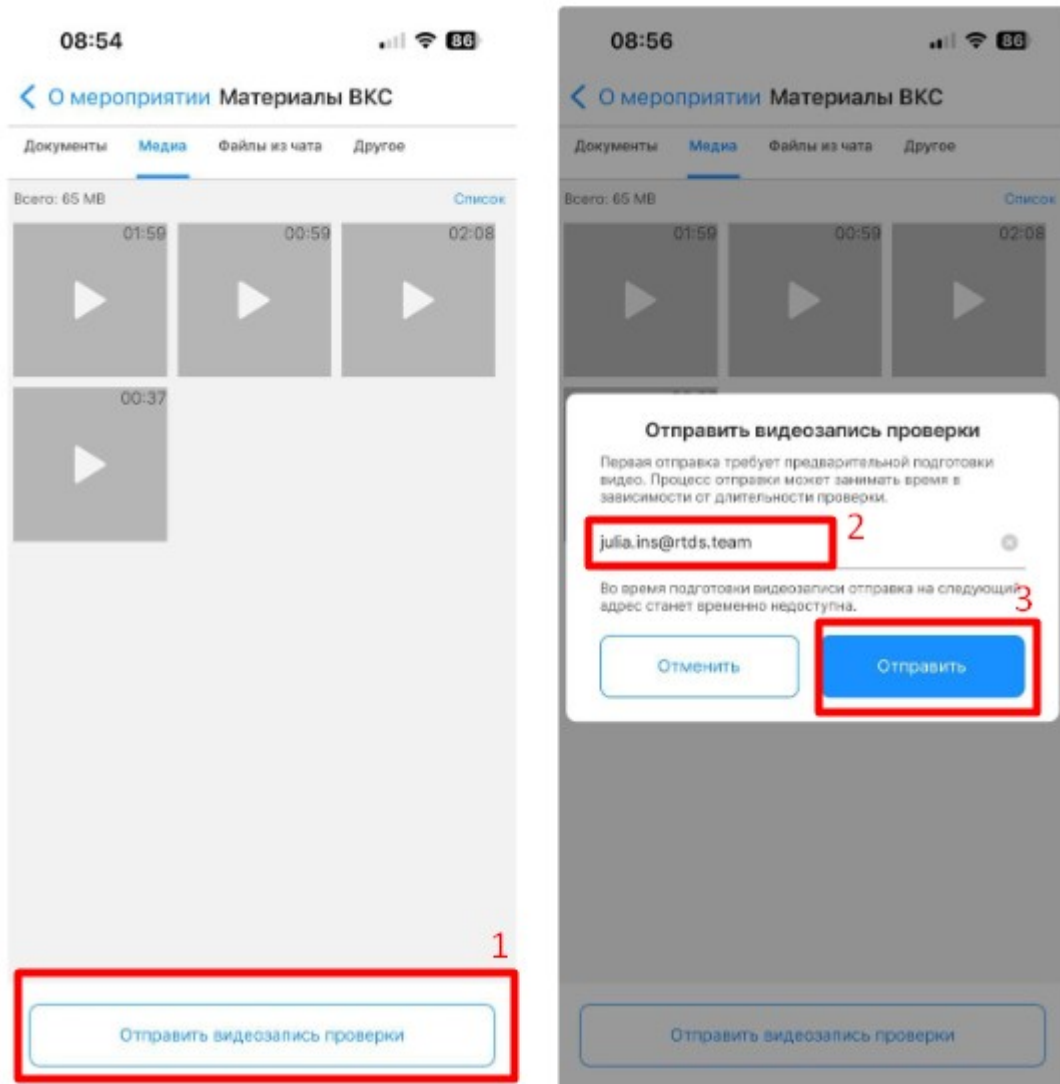 08:54
86
О мероприятии Материалы ВКС
Документы Медиа Файлы из чата Другое
Всего: 65 MB Список
01:59 00:59 02:08
00:37
1
Отправить видеозапись проверки
08:56
86
О мероприятии Материалы ВКС
Документы Медиа Файлы из чата Другое
Всего: 65 MB Список
01:59 00:59 02:08
Отправить видеозапись проверки
Первая отправка требует предварительной подготовки
видео. Процесс отправки может занимать время в
зависимости от длительности проверки.
julia.ins@rtds.team 2
Во время подготовки видеозаписи отправка на следующий
адрес станет временно недоступна.
3
Отменить Отправить
Отправить видеозапись проверки